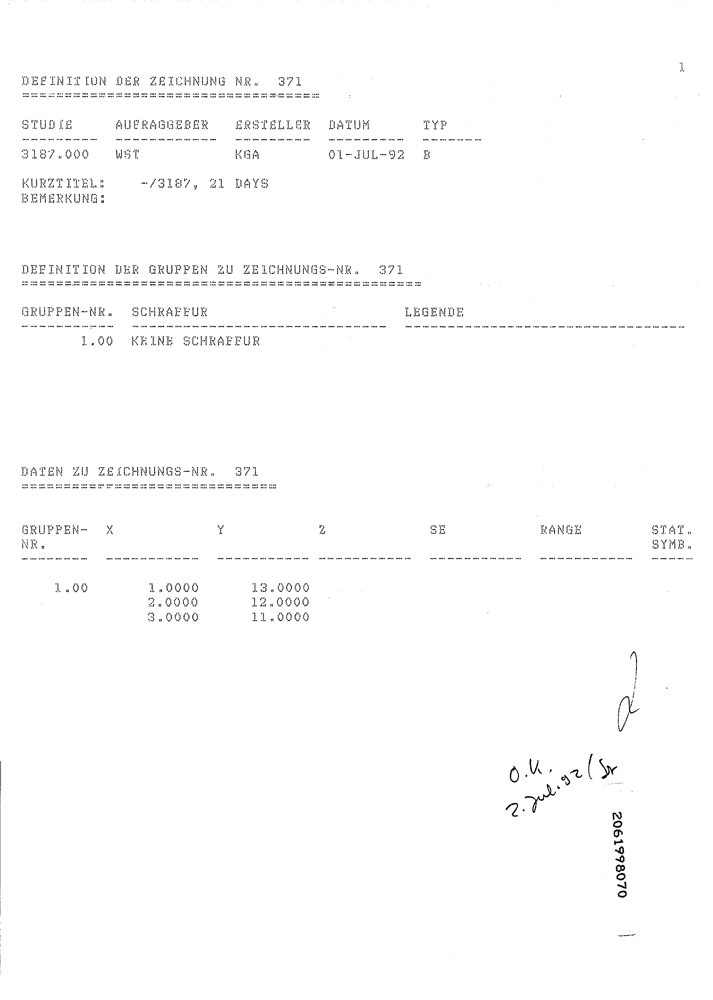 1
DEFINITION DER ZEICHNUNG NR. 371
==================================
STUDIE AUFRAGGEBER ERSTELLER DATUM TYP
--------- ------------ --------- --------- -------
3187.000 WST KGA 01-JUL-92 B
KURZTITEL: -/3187, 21 DAYS
BEMERKUNG:
DEFINITION DER GRUPPEN ZU ZEICHNUNGS-NR. 371
===============================================
GRUPPEN-NR. SCHRAFFUR LEGENDE
----------- ------------------------------ ---------------------------------
1.00 KEINE SCHRAFFUR
DATEN ZU ZEICHNUNGS-NR. 371
==============================
GRUPPEN- X Y Z SE RANGE STAT.
NR. SYMB.
-------- ----------- ----------- ----------- ----------- ----------- -----
1.00 1.0000 13.0000
2.0000 12.0000
3.0000 11.0000
O.K.
2. Jul. 92 /
2061998070